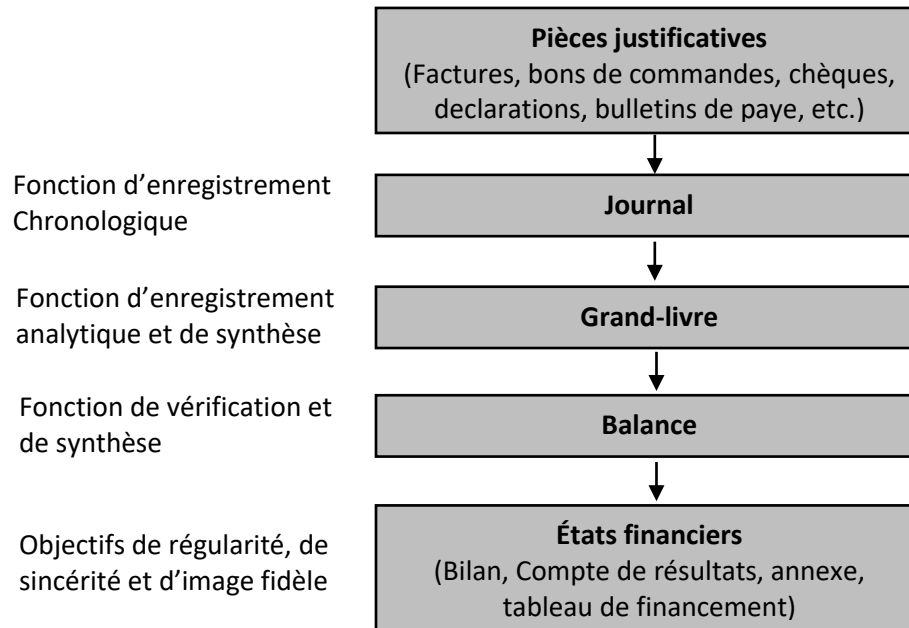 Pièces justificatives
(Factures, bons de commandes, chèques,
declarations, bulletins de paye, etc.)
Fonction d’enregistrement
Chronologique
Journal
Fonction d’enregistrement
analytique et de synthèse
Grand-livre
Fonction de vérification et
de synthèse
Balance
Objectifs de régularité, de
sincérité et d’image fidèle
États financiers
(Bilan, Compte de résultats, annexe,
tableau de financement)